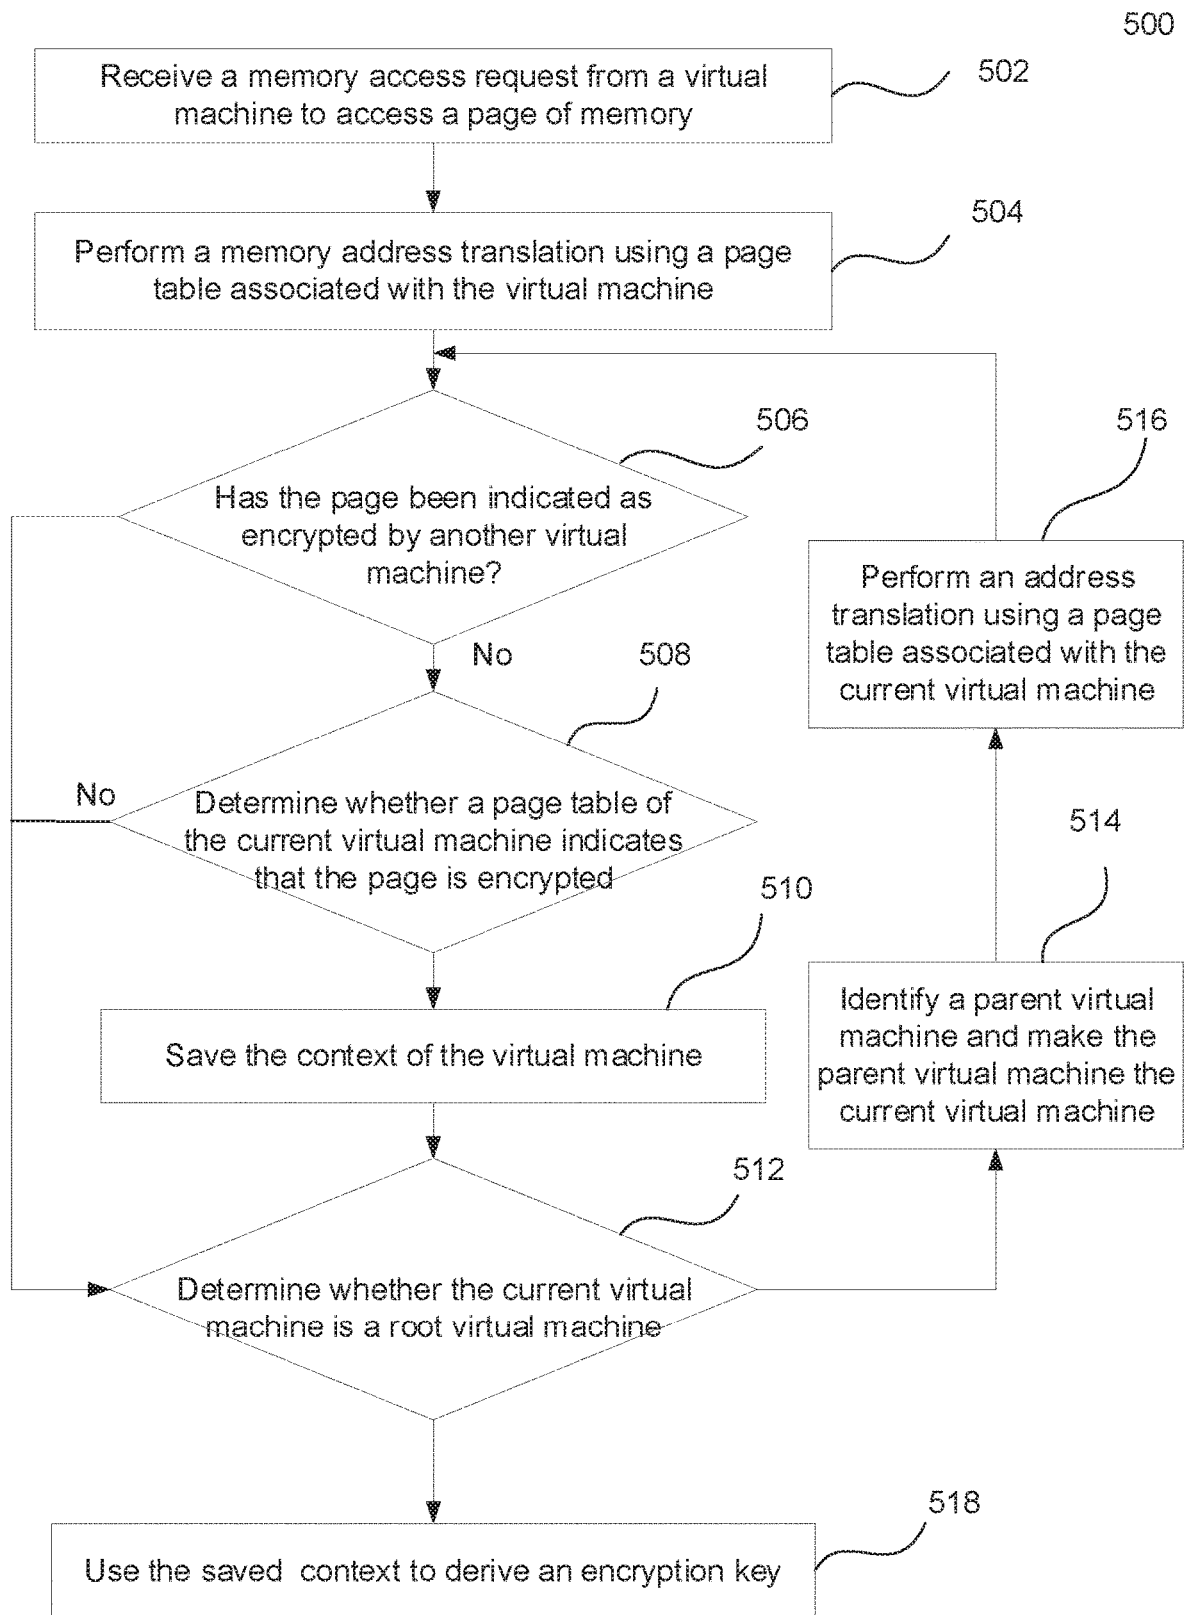 500
Receive a memory access request from a virtual
machine to access a page of memory
502
Perform a memory address translation using a page
table associated with the virtual machine
504
Has the page been indicated as
encrypted by another virtual
machine?
506
No
Determine whether a page table of
the current virtual machine indicates
that the page is encrypted
508
No
Save the context of the virtual machine
510
Determine whether the current virtual
machine is a root virtual machine
512
Identify a parent virtual
machine and make the
parent virtual machine the
current virtual machine
514
Perform an address
translation using a page
table associated with the
current virtual machine
516
Use the saved context to derive an encryption key
518